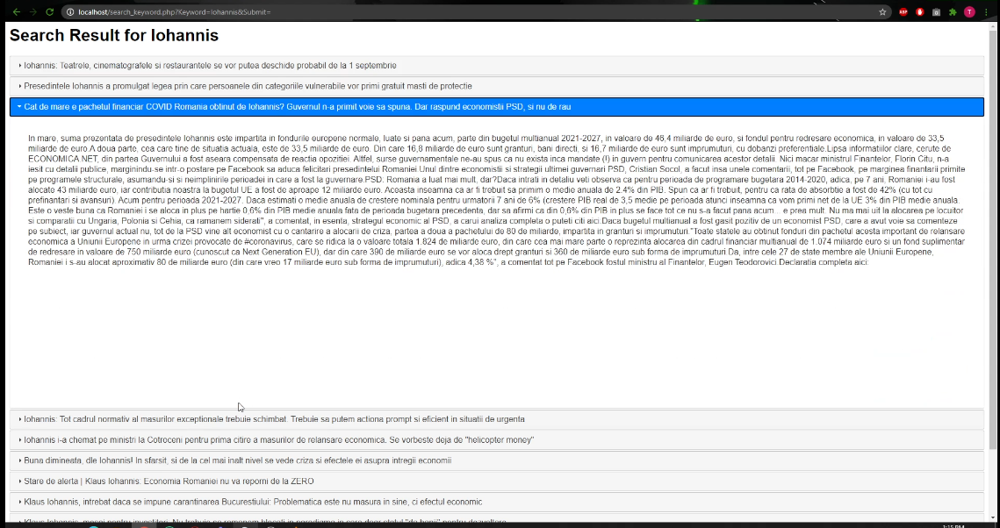 localhost/search_keyword.php?Keyword=Iohannis&Submit=
ABP
T
Search Result for Iohannis
Iohannis: Teatrele, cinematografele si restaurantele se vor putea deschide probabil de la 1 septembrie
Presedintele Iohannis a promulgat legea prin care persoanele din categoriile vulnerabile vor primi gratuit masti de protectie
Cat de mare e pachetul financiar COVID Romania obtinut de Iohannis? Guvernul n-a primit voie sa spuna. Dar raspund economistii PSD, si nu de rau
In mare, suma prezentata de presedintele Iohannis este impartita in fondurile europene normale, luate si pana acum, parte din bugetul multianual 2021-2027, in valoare de 46,4 miliarde de euro, si fondul pentru redresare economica, in valoare de 33,5
miliarde de euro.A doua parte, cea care tine de situatia actuala, este de 33,5 miliarde de euro. Din care 16,8 miliarde de euro sunt granturi, bani directi, si 16,7 miliarde de euro sunt imprumuturi, cu dobanzi preferentiale.Lipsa informatiilor clare, cerute de
ECONOMICA.NET, din partea Guvernului a fost aseara compensata de reactia opozitiei. Altfel, surse guvernamentale ne-au spus ca nu exista inca mandate (!) in guvern pentru comunicarea acestor detalii. Nici macar ministrul Finantelor, Florin Citu, n-a
iesit cu detalii publice, marginindu-se intr-o postare pe Facebook sa aduca felicitari presedintelui Romaniei.Unul dintre economistii si strategii ultimei guvernari PSD, Cristian Socol, a facut insa unele comentarii, tot pe Facebook, pe marginea finantarii primite
pe programele structurale, asumandu-si si neimplinirile perioadei in care a fost la guvernare.PSD: Romania a luat mai mult, dar?Daca intrati in detaliu veti observa ca pentru perioada de programare bugetara 2014-2020, adica, pe 7 ani, Romaniei i-au fost
alocate 43 miliarde euro, iar contributia noastra la bugetul UE a fost de aproape 12 miliarde euro. Aceasta inseamna ca ar fi trebuit sa primim o medie anuala de 2.4% din PIB. Spun ca ar fi trebuit, pentru ca rata de absorbtie a fost de 42% (cu tot cu
prefinantari si avansuri). Acum pentru perioada 2021-2027. Daca estimati o medie anuala de crestere nominala pentru urmatorii 7 ani de 6% (crestere PIB real de 3,5 medie pe perioada atunci inseamna ca vom primi net de la UE 3% din PIB medie anuala.
Este o veste buna ca Romaniei i se aloca in plus pe hartie 0,6% din PIB medie anuala fata de perioada bugetara precedenta, dar sa afirmi ca din 0,6% din PIB in plus se face tot ce nu s-a facut pana acum... e prea mult. Nu ma mai uit la alocarea pe locuitor
si comparatii cu Ungaria, Polonia si Cehia, ca ramanem siderati", a comentat, in esenta, strategul economic al PSD, a carui analiza completa o puteti citi aici.Daca bugetul multianual a fost gasit pozitiv de un economist PSD, care a avut voie sa comenteze
pe subiect, iar guvernul actual nu, tot de la PSD vine alt economist cu o cantarire a alocarii de criza, partea a doua a pachetului de 80 de miliarde, impartita in granturi si imprumuturi."Toate statele au obtinut fonduri din pachetul acesta important de relansare
economica a Uniunii Europene in urma crizei provocate de #coronavirus, care se ridica la o valoare totala 1.824 de miliarde euro, din care cea mai mare parte o reprezinta alocarea din cadrul financiar multianual de 1.074 miliarde euro si un fond suplimentar
de redresare in valoare de 750 miliarde euro (cunoscut ca Next Generation EU), dar din care 390 de miliarde euro se vor aloca drept granturi si 360 de miliarde euro sub forma de imprumuturi Da, intre cele 27 de state membre ale Uniunii Europene,
Romaniei i s-au alocat aproximativ 80 de miliarde euro (din care vreo 17 miliarde euro sub forma de imprumuturi), adica 4,38 %", a comentat tot pe Facebook fostul ministru al Finantelor, Eugen Teodorovici Declaratia completa aici:
Iohannis: Tot cadrul normativ al masurilor exceptionale trebuie schimbat. Trebuie sa putem actiona prompt si eficient in situatii de urgenta
Iohannis i-a chemat pe ministri la Cotroceni pentru prima citire a masurilor de relansare economica. Se vorbeste deja de "helicopter money"
Buna dimineata, dle Iohannis! In sfarsit, si de la cel mai inalt nivel se vede criza si efectele ei asupra intregii economii
Stare de alerta | Klaus Iohannis: Economia Romaniei nu va reporni de la ZERO
Klaus Iohannis, intrebat daca se impune carantinarea Bucurestiului: Problematica este nu masura in sine, ci efectul economic